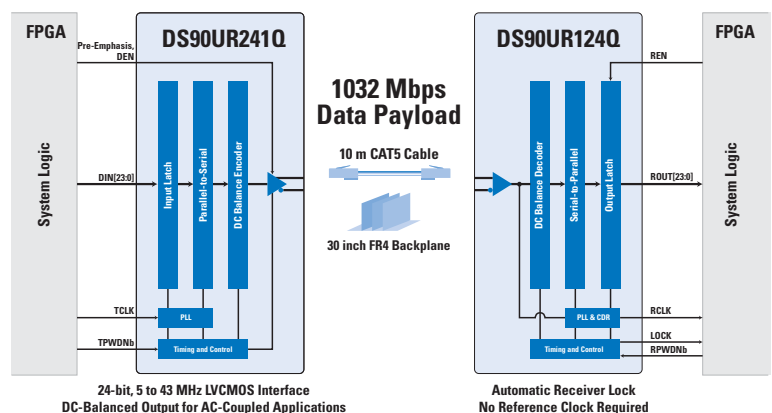 FPGA
System Logic
Pre-Emphasis,
DEN
DIN[23:0]
TCLK
TPWDNb
DS90UR241Q
Input Latch
Parallel-to-Serial
DC Balance Encoder
PLL
Timing and Control
24-bit, 5 to 43 MHz LVCMOS Interface
DC-Balanced Output for AC-Coupled Applications
1032 Mbps
Data Payload
10 m CAT5 Cable
30 inch FR4 Backplane
DS90UR124Q
DC Balance Decoder
Serial-to-Parallel
Output Latch
PLL & CDR
Timing and Control
Automatic Receiver Lock
No Reference Clock Required
REN
ROUT[23:0]
RCLK
LOCK
RPWDNb
FPGA
System Logic